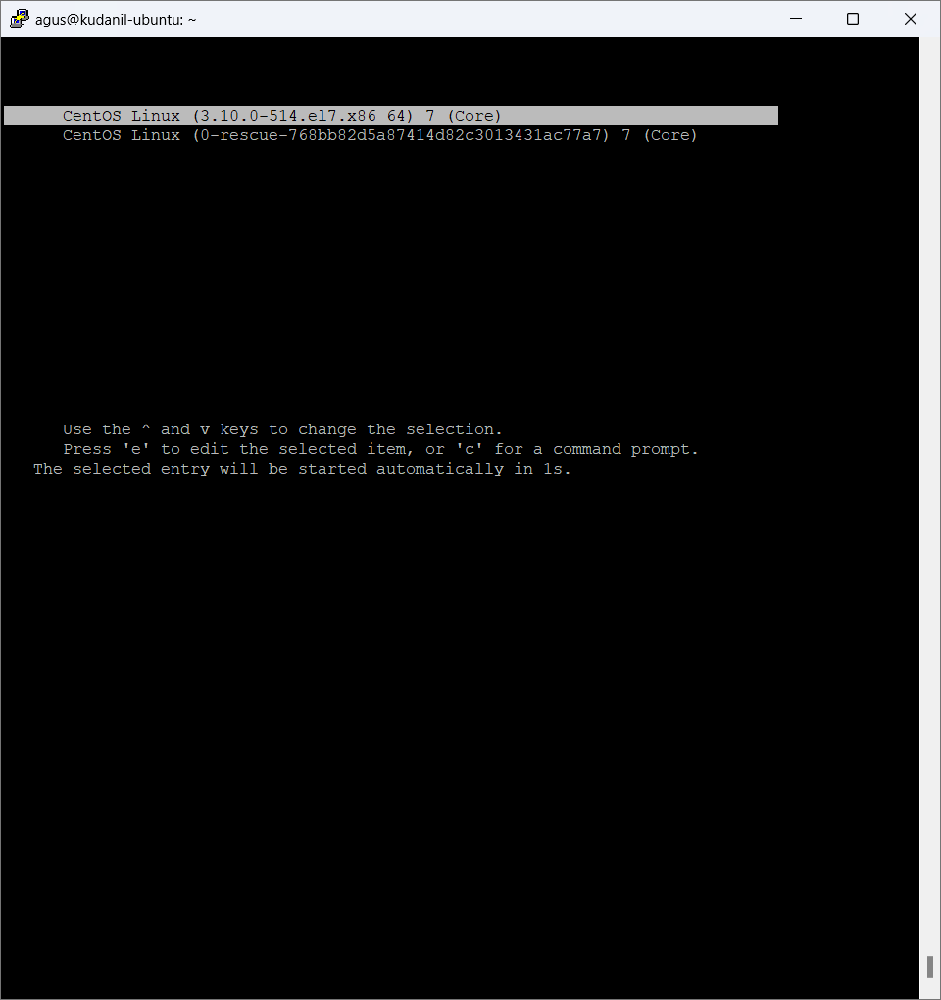 agus@kudanil-ubuntu: ~
CentOS Linux (3.10.0-514.el7.x86_64) 7 (Core)
CentOS Linux (0-rescue-768bb82d5a87414d82c3013431ac77a7) 7 (Core)
Use the ^ and v keys to change the selection.
Press 'e' to edit the selected item, or 'c' for a command prompt.
The selected entry will be started automatically in 1s.